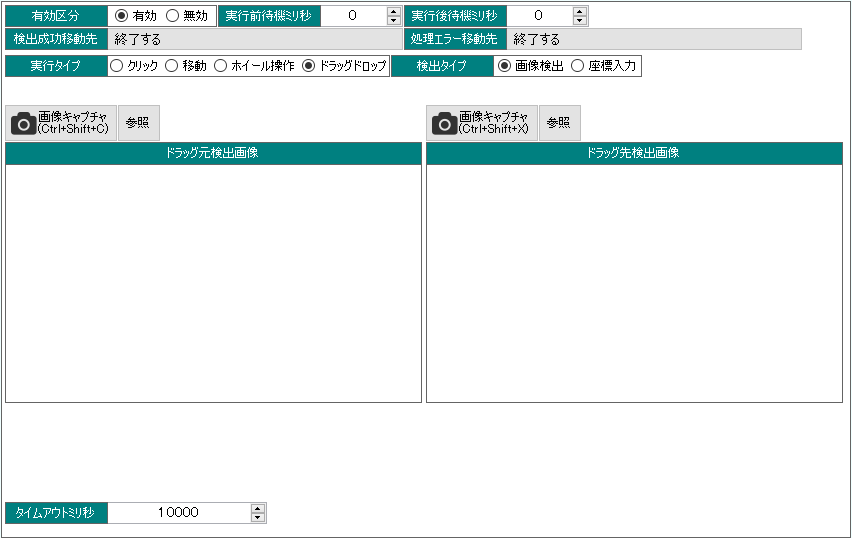 有効区分 有効 無効 実行前待機ミリ秒 0 実行後待機ミリ秒 0
検出成功移動先 終了する 処理エラー移動先 終了する
実行タイプ クリック 移動 ホイール操作 ドラッグドロップ 検出タイプ 画像検出 座標入力
画像キャプチャ
(Ctrl+Shift+C)
参照
画像キャプチャ
(Ctrl+Shift+X)
参照
ドラッグ元検出画像
ドラッグ先検出画像
タイムアウトミリ秒 10000